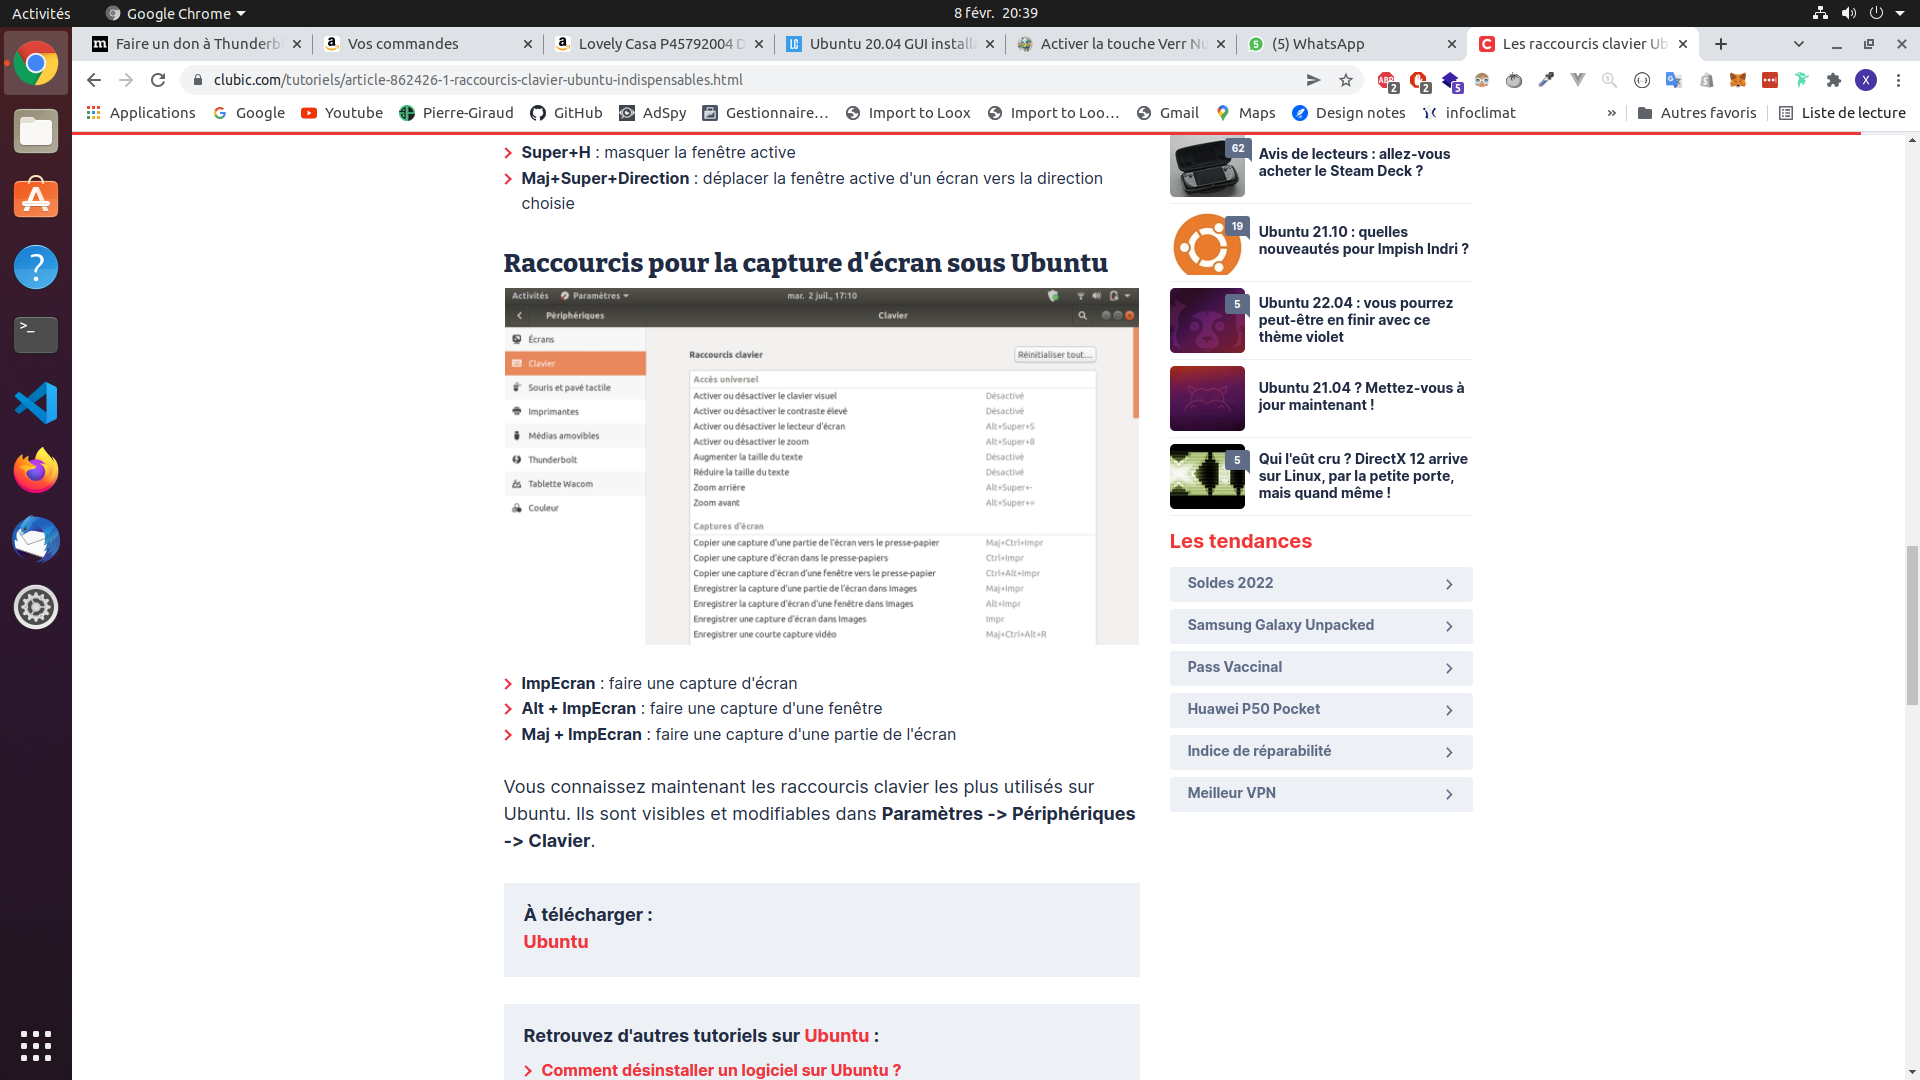 Activités
Google Chrome
8 févr.  20:39
Faire un don à Thunderb
Vos commandes
Lovely Casa P45792004 D
Ubuntu 20.04 GUI install
Activer la touche Verr Nu
(5) WhatsApp
Les raccourcis clavier Ub
clubic.com/tutoriels/article-862426-1-raccourcis-clavier-ubuntu-indispensables.html
2
2
5
X
Applications
Google
Youtube
Pierre-Giraud
GitHub
AdSpy
Gestionnaire...
Import to Loox
Import to Loo...
Gmail
Maps
Design notes
infoclimat
»
Autres favoris
Liste de lecture
Super+H : masquer la fenêtre active
Maj+Super+Direction : déplacer la fenêtre active d'un écran vers la direction
choisie
Raccourcis pour la capture d'écran sous Ubuntu
Activités
Paramètres
mar. 2 juil., 17:10
Périphériques
Clavier
Écrans
Clavier
Souris et pavé tactile
Imprimantes
Médias amovibles
Thunderbolt
Tablette Wacom
Couleur
Raccourcis clavier
Réinitialiser tout...
Accès universel
Activer ou désactiver le clavier visuel Désactivé
Activer ou désactiver le contraste élevé Désactivé
Activer ou désactiver le lecteur d'écran Alt+Super+S
Activer ou désactiver le zoom Alt+Super+8
Augmenter la taille du texte Désactivé
Réduire la taille du texte Désactivé
Zoom arrière Alt+Super+-
Zoom avant Alt+Super+=
Captures d'écran
Copier une capture d'une partie de l'écran vers le presse-papier Maj+Ctrl+Impr
Copier une capture d'écran dans le presse-papiers Ctrl+Impr
Copier une capture d'écran d'une fenêtre vers le presse-papier Ctrl+Alt+Impr
Enregistrer la capture d'une partie de l'écran dans Images Maj+Impr
Enregistrer la capture d'écran d'une fenêtre dans Images Alt+Impr
Enregistrer une capture d'écran dans Images Impr
Enregistrer une courte capture vidéo Maj+Ctrl+Alt+R
ImpEcran : faire une capture d'écran
Alt + ImpEcran : faire une capture d'une fenêtre
Maj + ImpEcran : faire une capture d'une partie de l'écran
Vous connaissez maintenant les raccourcis clavier les plus utilisés sur
Ubuntu. Ils sont visibles et modifiables dans Paramètres -> Périphériques
-> Clavier.
À télécharger :
Ubuntu
Retrouvez d'autres tutoriels sur Ubuntu :
Comment désinstaller un logiciel sur Ubuntu ?
62
Avis de lecteurs : allez-vous
acheter le Steam Deck ?
19
Ubuntu 21.10 : quelles
nouveautés pour Impish Indri ?
5
Ubuntu 22.04 : vous pourrez
peut-être en finir avec ce
thème violet
Ubuntu 21.04 ? Mettez-vous à
jour maintenant !
5
Qui l'eût cru ? DirectX 12 arrive
sur Linux, par la petite porte,
mais quand même !
Les tendances
Soldes 2022
Samsung Galaxy Unpacked
Pass Vaccinal
Huawei P50 Pocket
Indice de réparabilité
Meilleur VPN